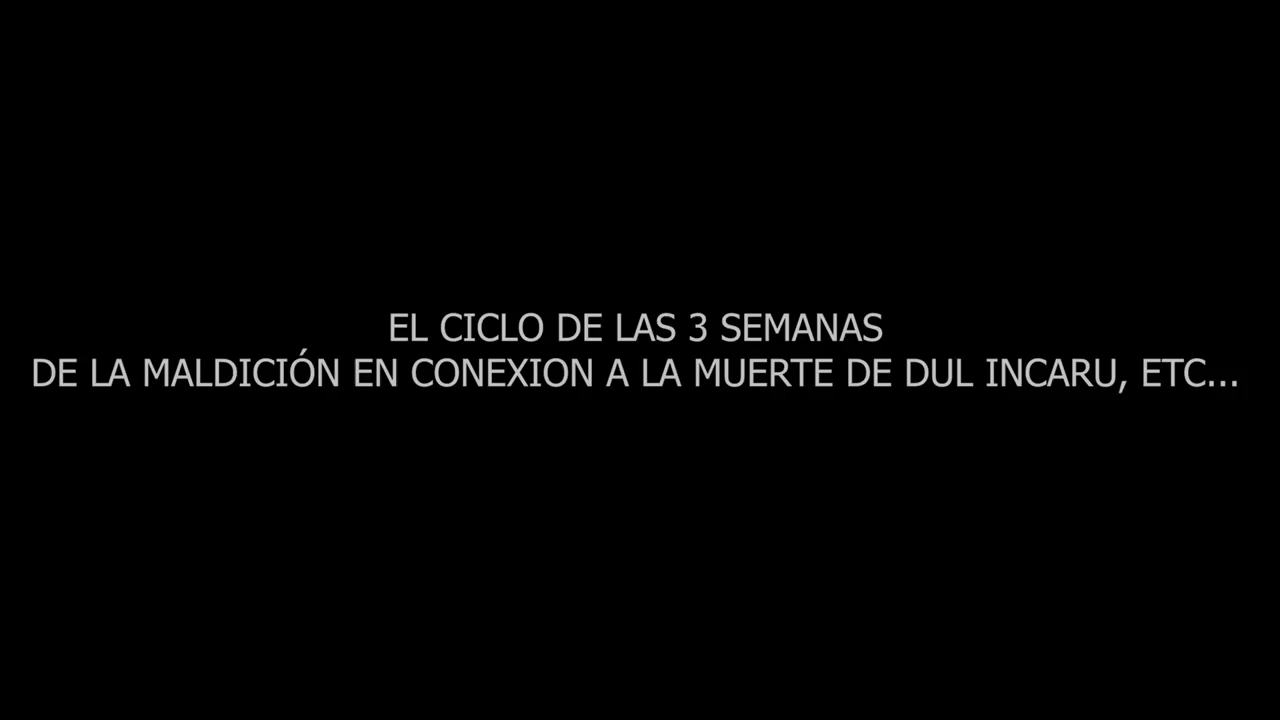 EL CICLO DE LAS 3 SEMANAS
DE LA MALDICIÓN EN CONEXION A LA MUERTE DE DUL INCARU, ETC...